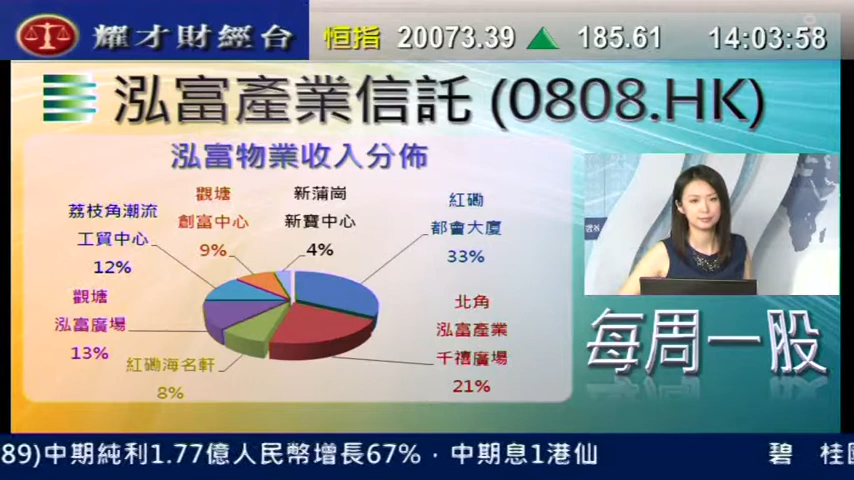 耀才財經台
恒指 20073.39 185.61 14:03:58
泓富產業信託 (0808.HK)
泓富物業收入分佈
荔枝角潮流
工貿中心
12%
觀塘
創富中心
9%
新蒲崗
新寶中心
4%
紅磡
都會大廈
33%
觀塘
泓富廣場
13%
紅磡海名軒
8%
北角
泓富產業
千禧廣場
21%
每周一股
89)中期純利1.77億人民幣增長67%，中期息1港仙 碧 桂